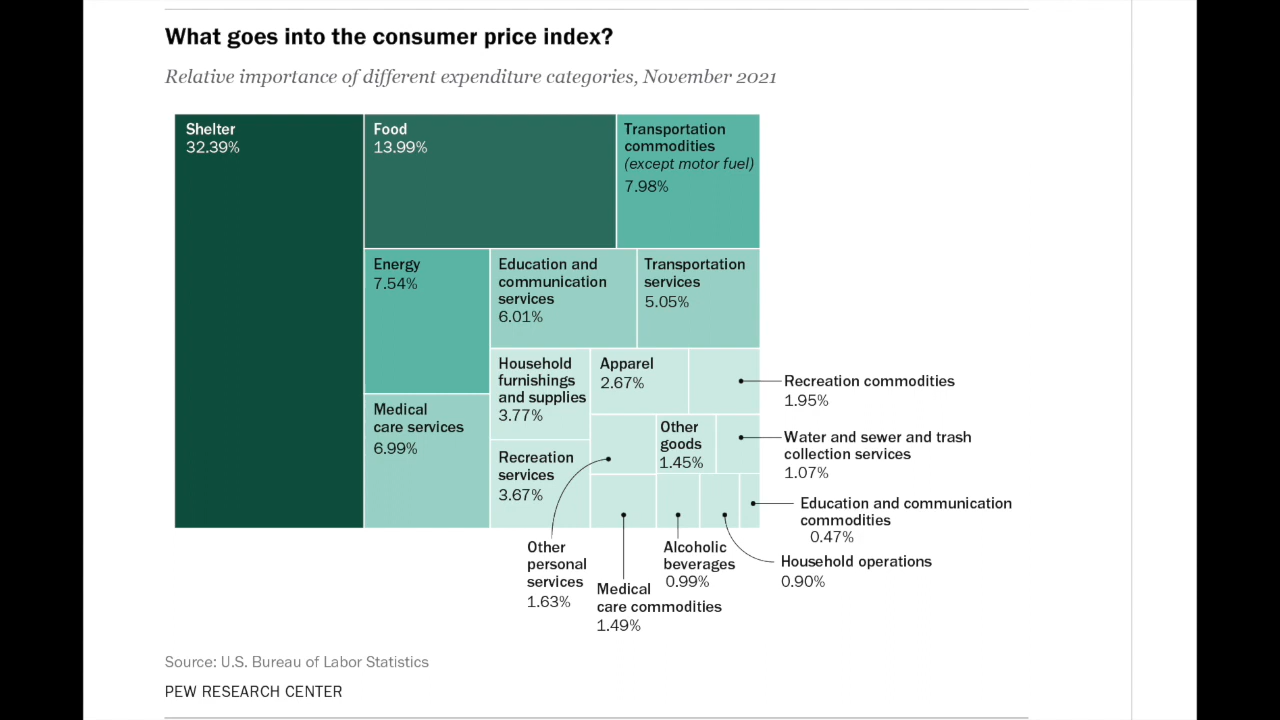 What goes into the consumer price index?
Relative importance of different expenditure categories, November 2021
Shelter
32.39%
Food
13.99%
Transportation
commodities
(except motor fuel)
7.98%
Energy
7.54%
Education and
communication
services
6.01%
Transportation
services
5.05%
Medical
care services
6.99%
Household
furnishings
and supplies
3.77%
Apparel
2.67%
Recreation commodities
1.95%
Other
goods
1.45%
Water and sewer and trash
collection services
1.07%
Recreation
services
3.67%
Education and communication
commodities
0.47%
Other
personal
services
1.63%
Medical
care commodities
1.49%
Alcoholic
beverages
0.99%
Household operations
0.90%
Source: U.S. Bureau of Labor Statistics
PEW RESEARCH CENTER